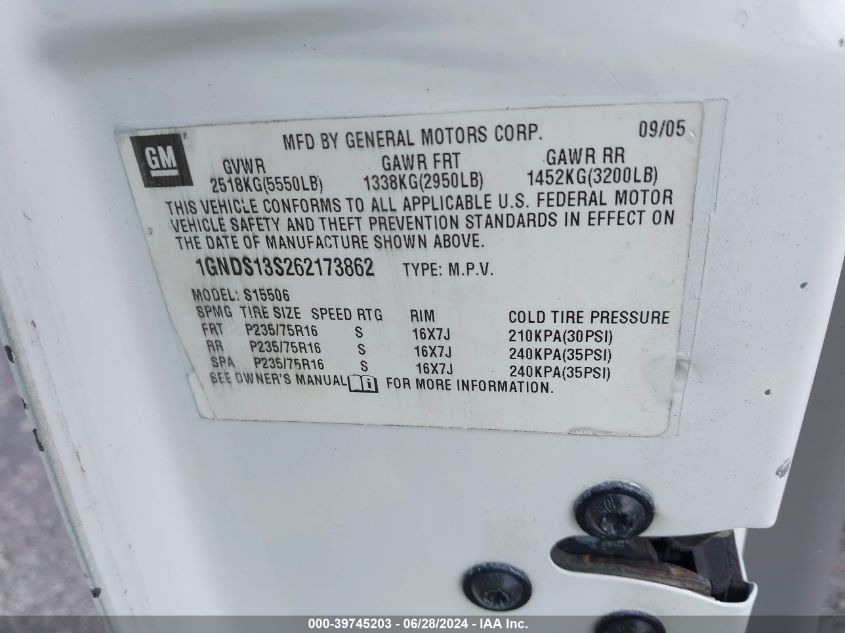 GM
MFD BY GENERAL MOTORS CORP. 09/05
GVWR GAWR FRT GAWR RR
2518KG(5550LB) 1338KG(2950LB) 1452KG(3200LB)
THIS VEHICLE CONFORMS TO ALL APPLICABLE U.S. FEDERAL MOTOR
VEHICLE SAFETY AND THEFT PREVENTION STANDARDS IN EFFECT ON
THE DATE OF MANUFACTURE SHOWN ABOVE.
1GNDS13S262173862 TYPE: M.P.V.
MODEL: S15506
SPMG TIRE SIZE SPEED RTG RIM COLD TIRE PRESSURE
FRT P235/75R16 S 16X7J 210KPA(30PSI)
RR P235/75R16 S 16X7J 240KPA(35PSI)
SPA P235/75R16 S 16X7J 240KPA(35PSI)
SEE OWNER'S MANUAL FOR MORE INFORMATION.
000-39745203 - 06/28/2024 - IAA Inc.